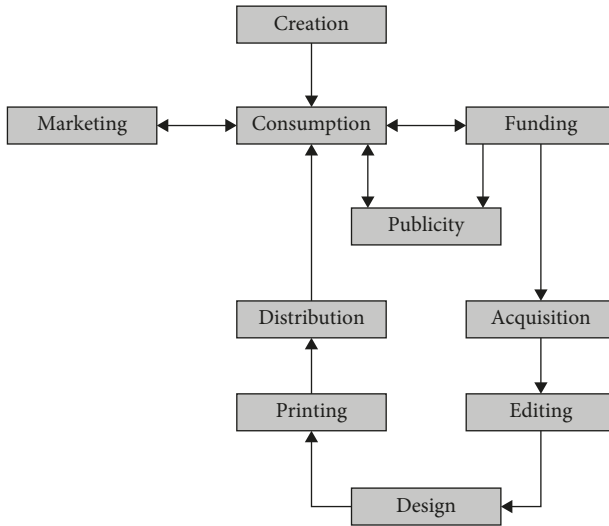 Creation
Marketing
Consumption
Funding
Publicity
Distribution
Acquisition
Printing
Editing
Design